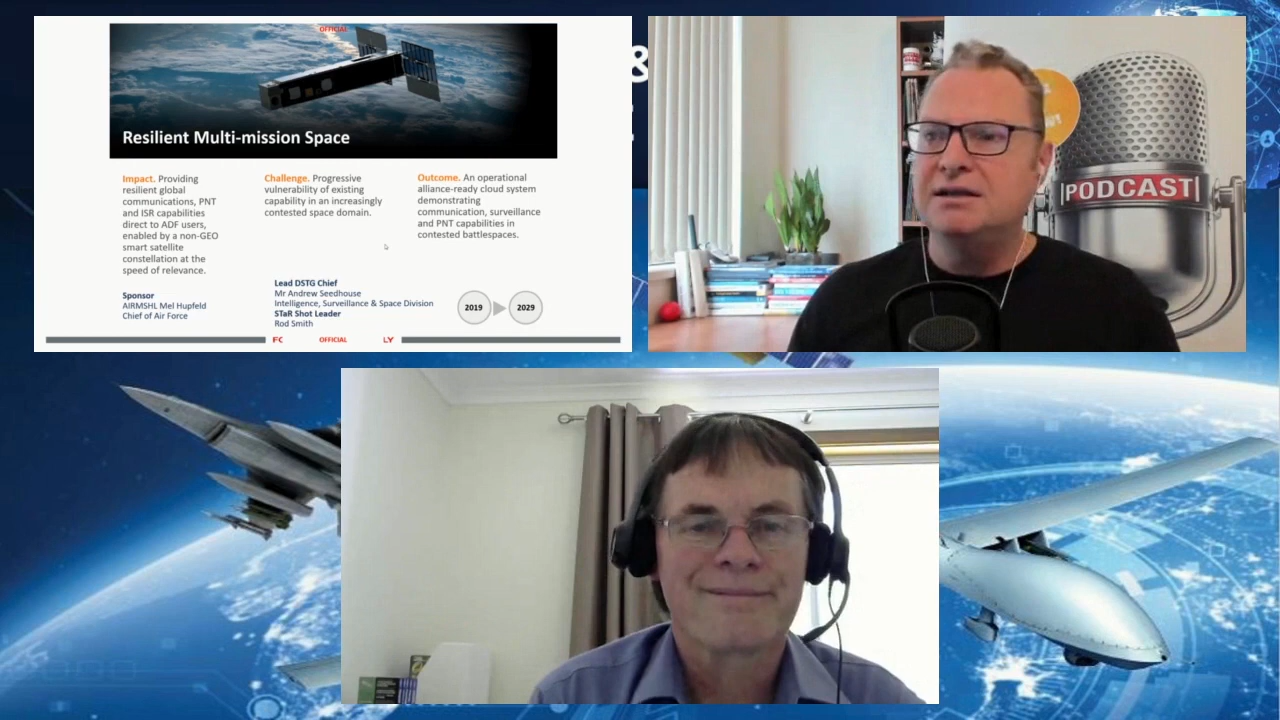 OFFICIAL
Resilient Multi-mission Space
Impact. Providing
resilient global
communications, PNT
and ISR capabilities
direct to ADF users,
enabled by a non-GEO
smart satellite
constellation at the
speed of relevance.
Challenge. Progressive
vulnerability of existing
capability in an increasingly
contested space domain.
Outcome. An operational
alliance-ready cloud system
demonstrating
communication, surveillance
and PNT capabilities in
contested battlespaces.
Sponsor
AIRMSHL Mel Hupfeld
Chief of Air Force
Lead DSTG Chief
Mr Andrew Seedhouse
Intelligence, Surveillance & Space Division
STaR Shot Leader
Rod Smith
2019
2029
FC
OFFICIAL
LY
&
PODCAST